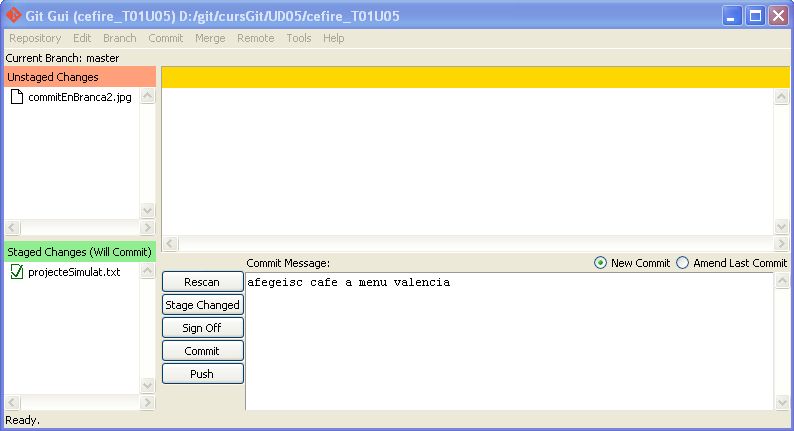 Git Gui (cefire_T01U05) D:/git/cursGit/UD05/cefire_T01U05
Repository Edit Branch Commit Merge Remote Tools Help
Current Branch: master
Unstaged Changes
commitEnBranca2.jpg
Staged Changes (Will Commit)
projecteSimulat.txt
Commit Message:
New Commit
Amend Last Commit
Rescan
Stage Changed
Sign Off
Commit
Push
afegeisc cafe a menu valencia
Ready.